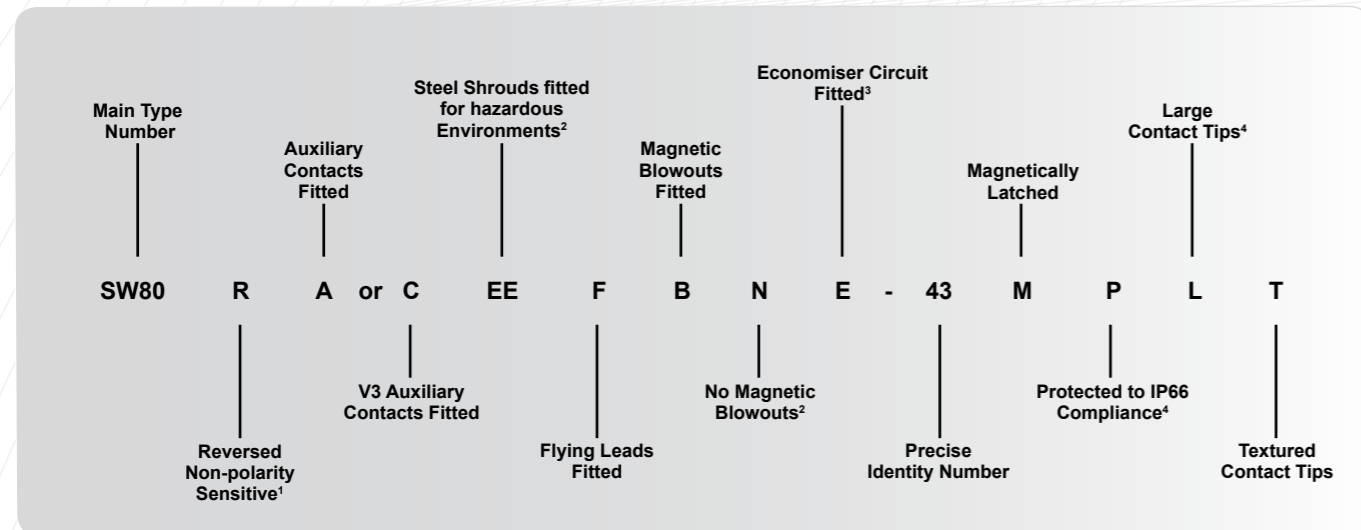 Main Type
Number
Auxiliary
Contacts
Fitted
Steel Shrouds fitted
for hazardous
Environments²
Magnetic
Blowouts
Fitted
Economiser Circuit
Fitted³
Magnetically
Latched
Large
Contact Tips⁴
SW80 R A or C EE F B N E - 43 M P L T
Reversed
Non-polarity
Sensitive¹
V3 Auxiliary
Contacts Fitted
Flying Leads
Fitted
No Magnetic
Blowouts²
Precise
Identity Number
Protected to IP66
Compliance⁴
Textured
Contact Tips